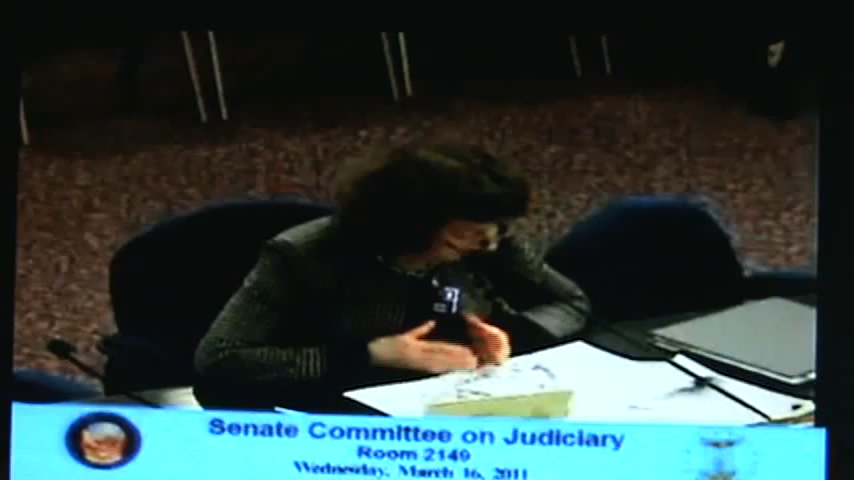 Senate Committee on Judiciary
Room 2149
Wednesday, March 16, 2011